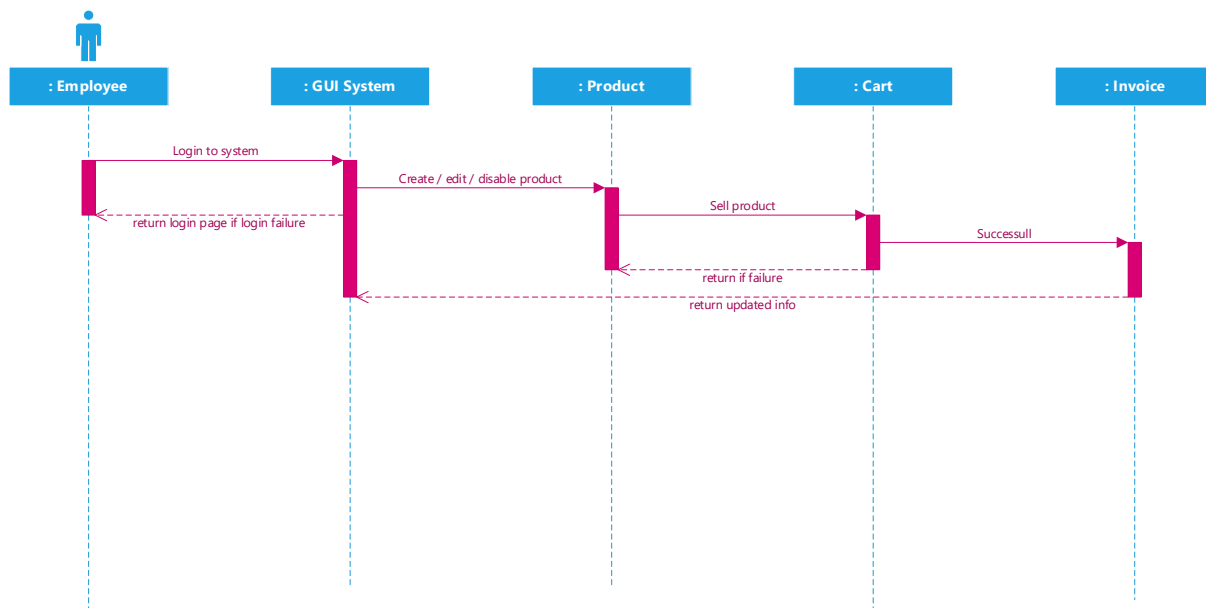 : Employee
: GUI System
: Product
: Cart
: Invoice
Login to system
Create / edit / disable product
Sell product
return login page if login failure
Successull
return if failure
return updated info